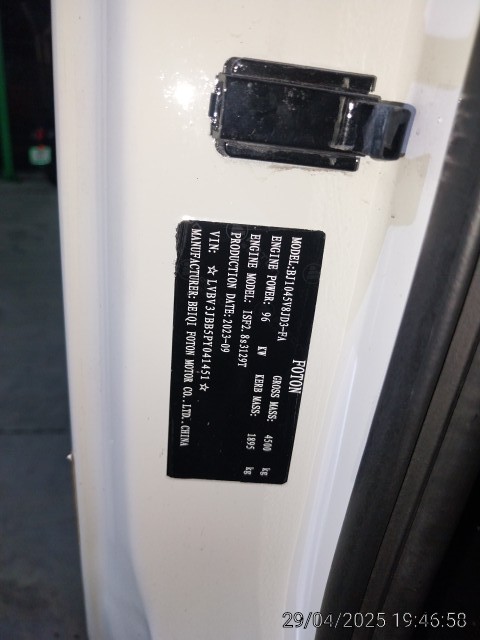 FOTON
MODEL:BJ1045V8JD3-FA
ENGINE POWER: 96 KW GROSS MASS: 4500 kg
ENGINE MODEL: ISF2.8s3129T KERB MASS: 1895 kg
PRODUCTION DATE:2023-09
VIN: ☆LVBV3JBB5PY041451☆
MANUFACTURER:BEIQI FOTON MOTOR CO.,LTD.,CHINA
29/04/2025 19:46:58